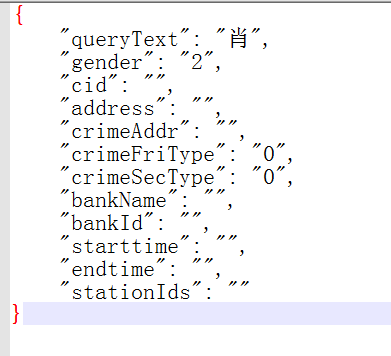 {
    "queryText": "肖",
    "gender": "2",
    "cid": "",
    "address": "",
    "crimeAddr": "",
    "crimeFriType": "0",
    "crimeSecType": "0",
    "bankName": "",
    "bankId": "",
    "starttime": "",
    "endtime": "",
    "stationIds": ""
}